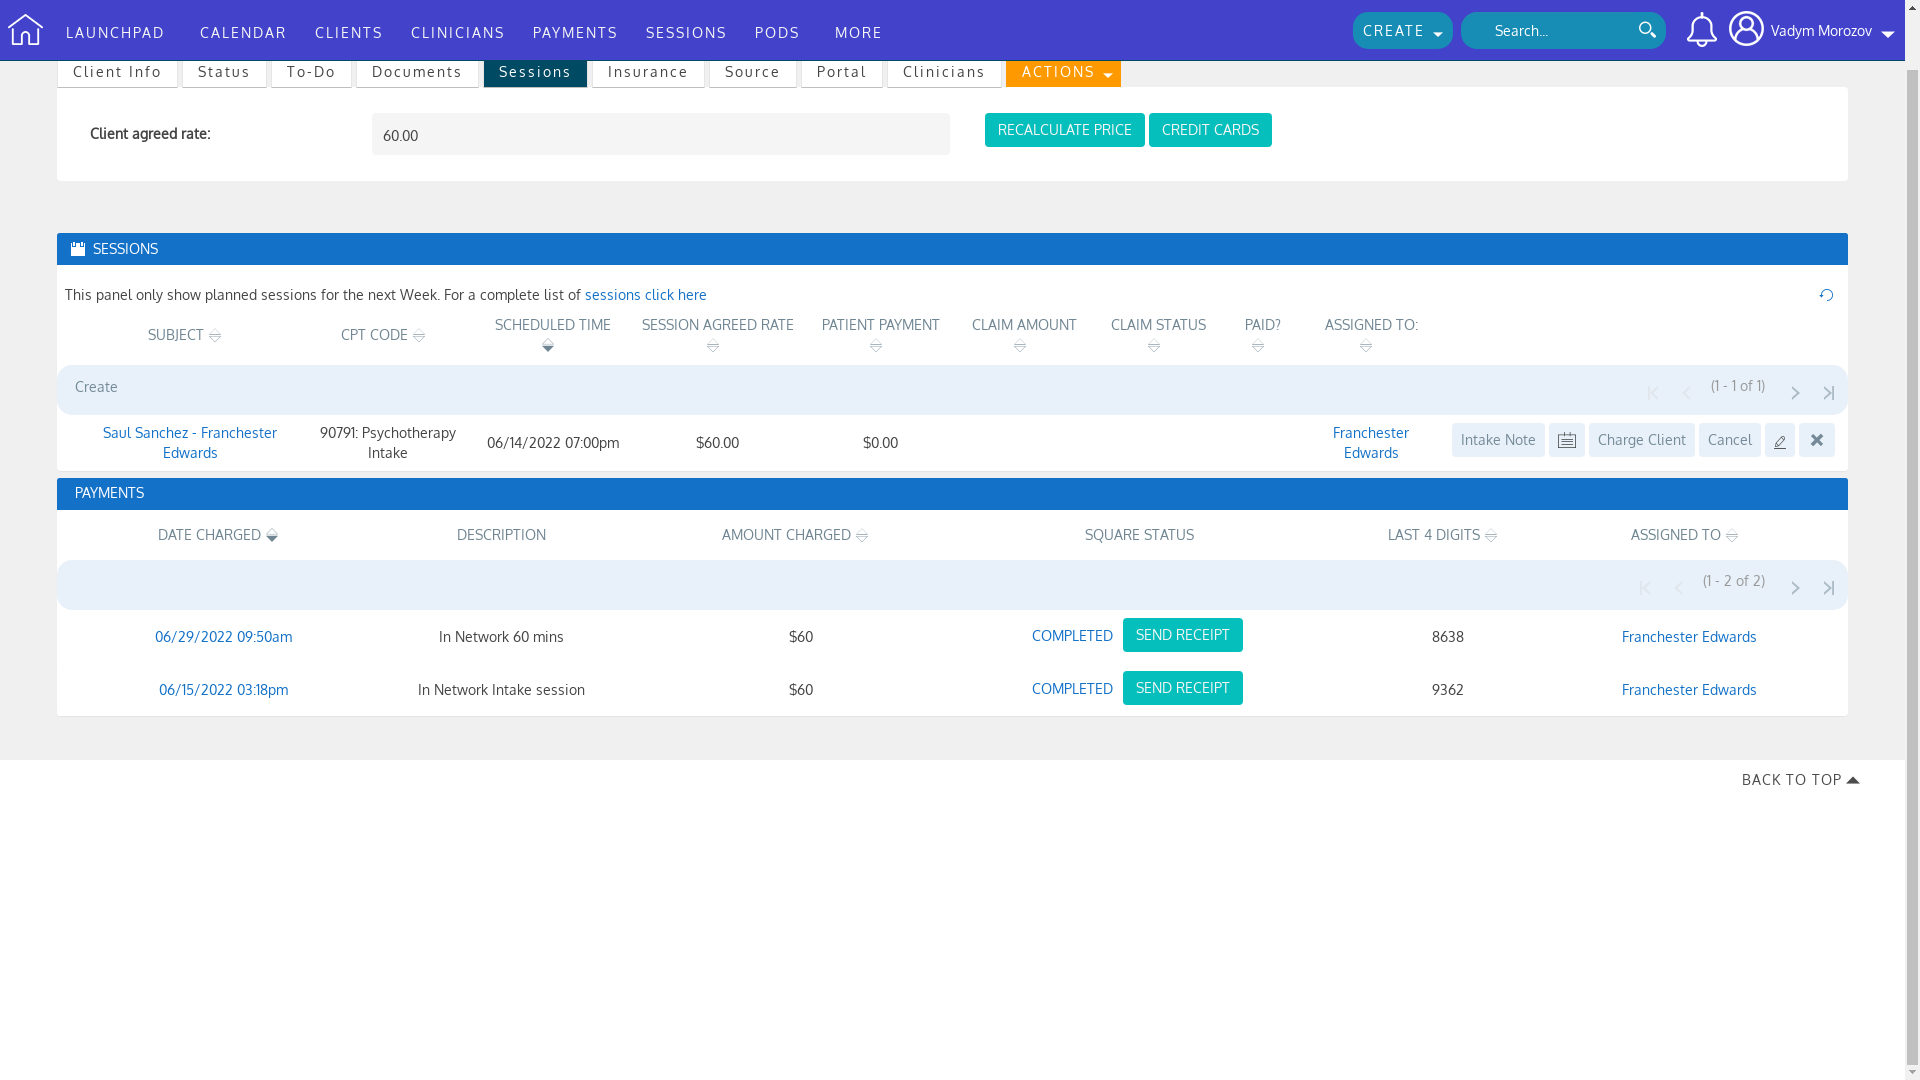 LAUNCHPAD CALENDAR CLIENTS CLINICIANS PAYMENTS SESSIONS PODS MORE CREATE Search... Vadym Morozov
Client Info Status To-Do Documents Sessions Insurance Source Portal Clinicians ACTIONS
Client agreed rate: 60.00 RECALCULATE PRICE CREDIT CARDS
SESSIONS
This panel only show planned sessions for the next Week. For a complete list of sessions click here
SUBJECT CPT CODE SCHEDULED TIME SESSION AGREED RATE PATIENT PAYMENT CLAIM AMOUNT CLAIM STATUS PAID? ASSIGNED TO:
Create (1 - 1 of 1)
Saul Sanchez - Franchester 90791: Psychotherapy 06/14/2022 07:00pm $60.00 $0.00 Franchester Intake Note Charge Client Cancel
Edwards Intake Edwards
PAYMENTS
DATE CHARGED DESCRIPTION AMOUNT CHARGED SQUARE STATUS LAST 4 DIGITS ASSIGNED TO
(1 - 2 of 2)
06/29/2022 09:50am In Network 60 mins $60 COMPLETED SEND RECEIPT 8638 Franchester Edwards
06/15/2022 03:18pm In Network Intake session $60 COMPLETED SEND RECEIPT 9362 Franchester Edwards
BACK TO TOP